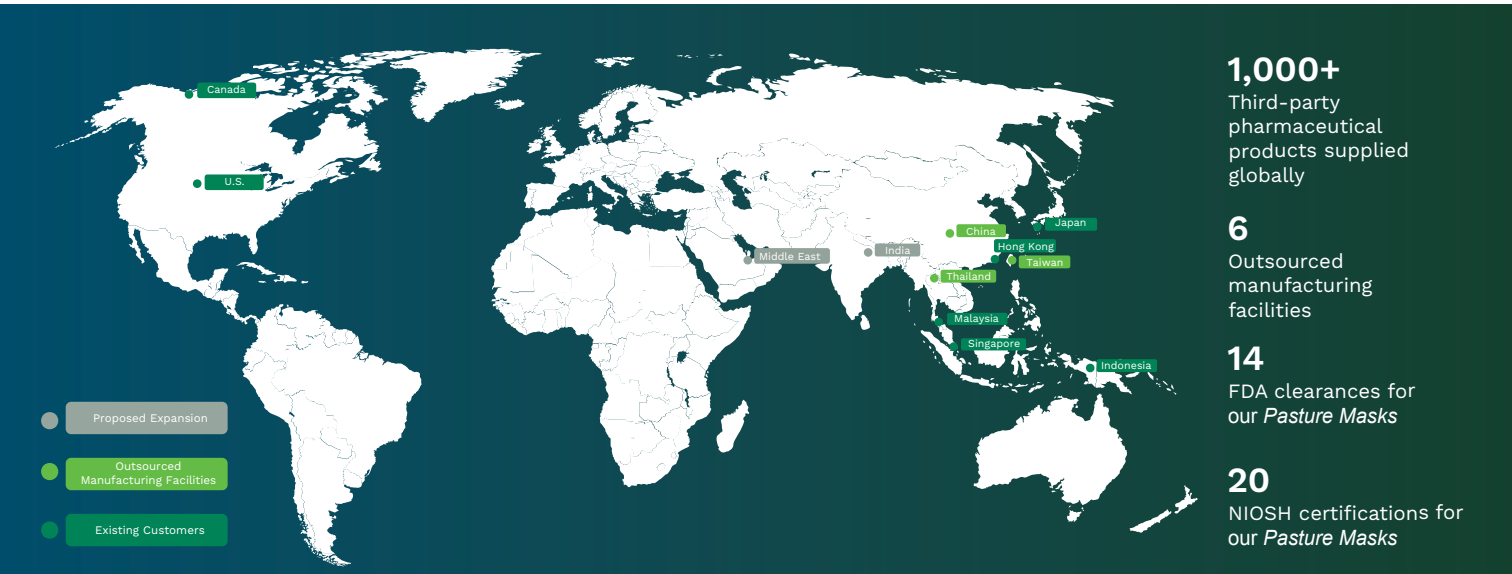 Canada
U.S.
Middle East
India
China
Japan
Hong Kong
Taiwan
Thailand
Malaysia
Singapore
Indonesia
Proposed Expansion
Outsourced
Manufacturing Facilities
Existing Customers
1,000+
Third-party
pharmaceutical
products supplied
globally
6
Outsourced
manufacturing
facilities
14
FDA clearances for
our Pasture Masks
20
NIOSH certifications for
our Pasture Masks